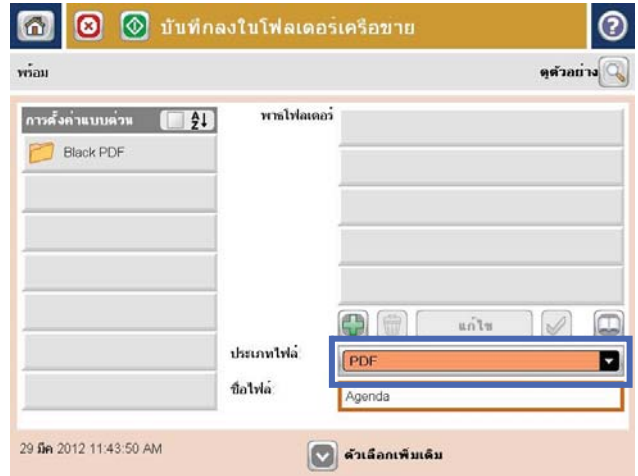 บันทึกลงในโฟลเดอร์เครือข่าย
พร้อม
ดูตัวอย่าง
การตั้งค่าแบบด่วน
พาธโฟลเดอร์
Black PDF
แก้ไข
ประเภทไฟล์:
PDF
ชื่อไฟล์:
Agenda
29 มีค 2012 11:43:50 AM
ตัวเลือกเพิ่มเติม